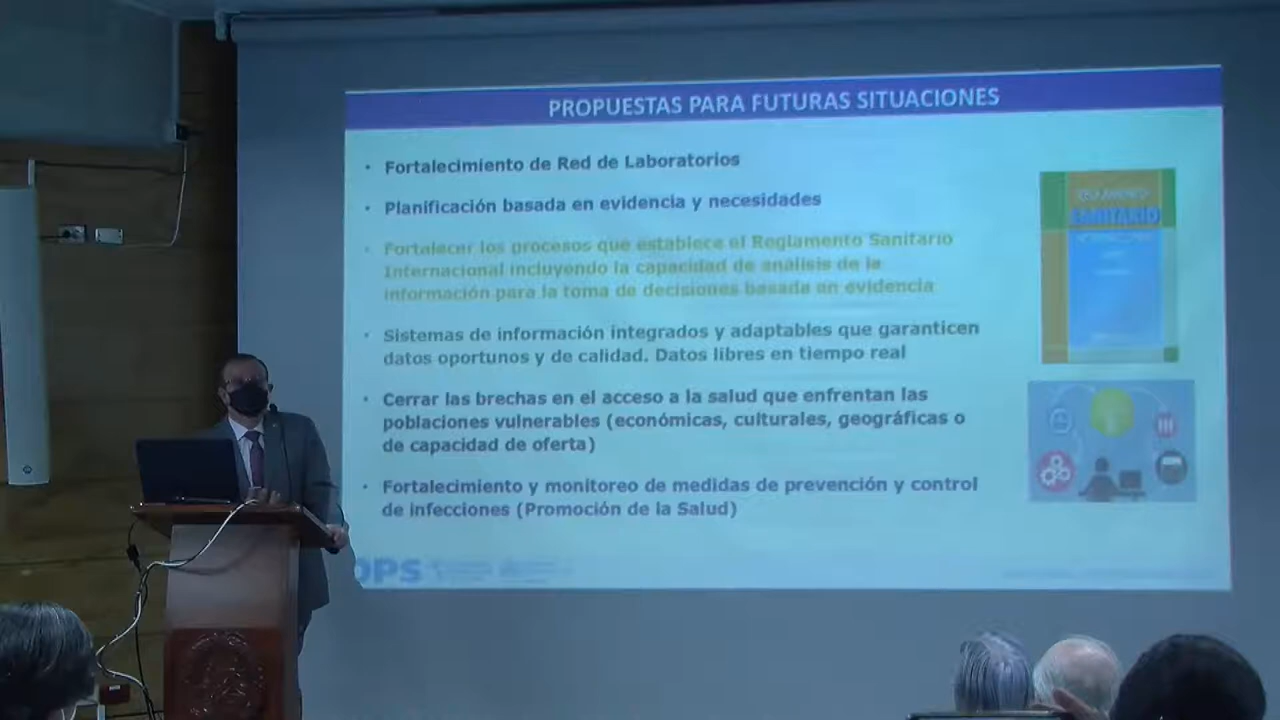 PROPUESTAS PARA FUTURAS SITUACIONES
• Fortalecimiento de Red de Laboratorios
• Planificación basada en evidencia y necesidades
• Fortalecer los procesos que establece el Reglamento Sanitario
Internacional incluyendo la capacidad de análisis de la
información para la toma de decisiones basada en evidencia
• Sistemas de información integrados y adaptables que garanticen
datos oportunos y de calidad. Datos libres en tiempo real
• Cerrar las brechas en el acceso a la salud que enfrentan las
poblaciones vulnerables (económicas, culturales, geográficas o
de capacidad de oferta)
• Fortalecimiento y monitoreo de medidas de prevención y control
de infecciones (Promoción de la Salud)
SANITARIO
OPS